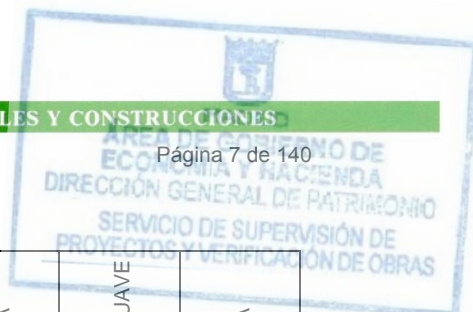 LES Y CONSTRUCCIONES
ÁREA DE GOBIERNO DE
ECONOMÍA Y HACIENDA
Página 7 de 140
DIRECCIÓN GENERAL DE PATRIMONIO
SERVICIO DE SUPERVISIÓN DE
PROYECTOS Y VERIFICACIÓN DE OBRAS
UAVE